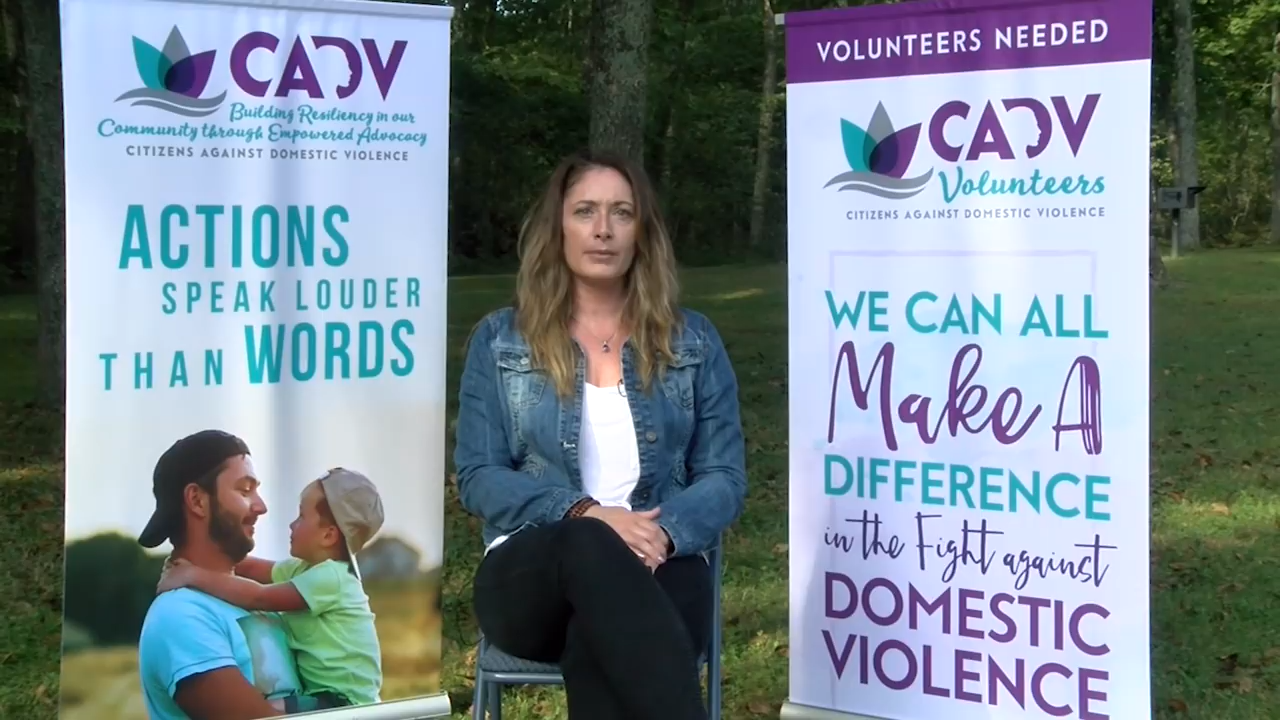 CADV
Building Resiliency in our
Community through Empowered Advocacy
CITIZENS AGAINST DOMESTIC VIOLENCE
ACTIONS
SPEAK LOUDER
THAN WORDS
VOLUNTEERS NEEDED
CADV
Volunteers
CITIZENS AGAINST DOMESTIC VIOLENCE
WE CAN ALL
Make A
DIFFERENCE
in the Fight against
DOMESTIC
VIOLENCE